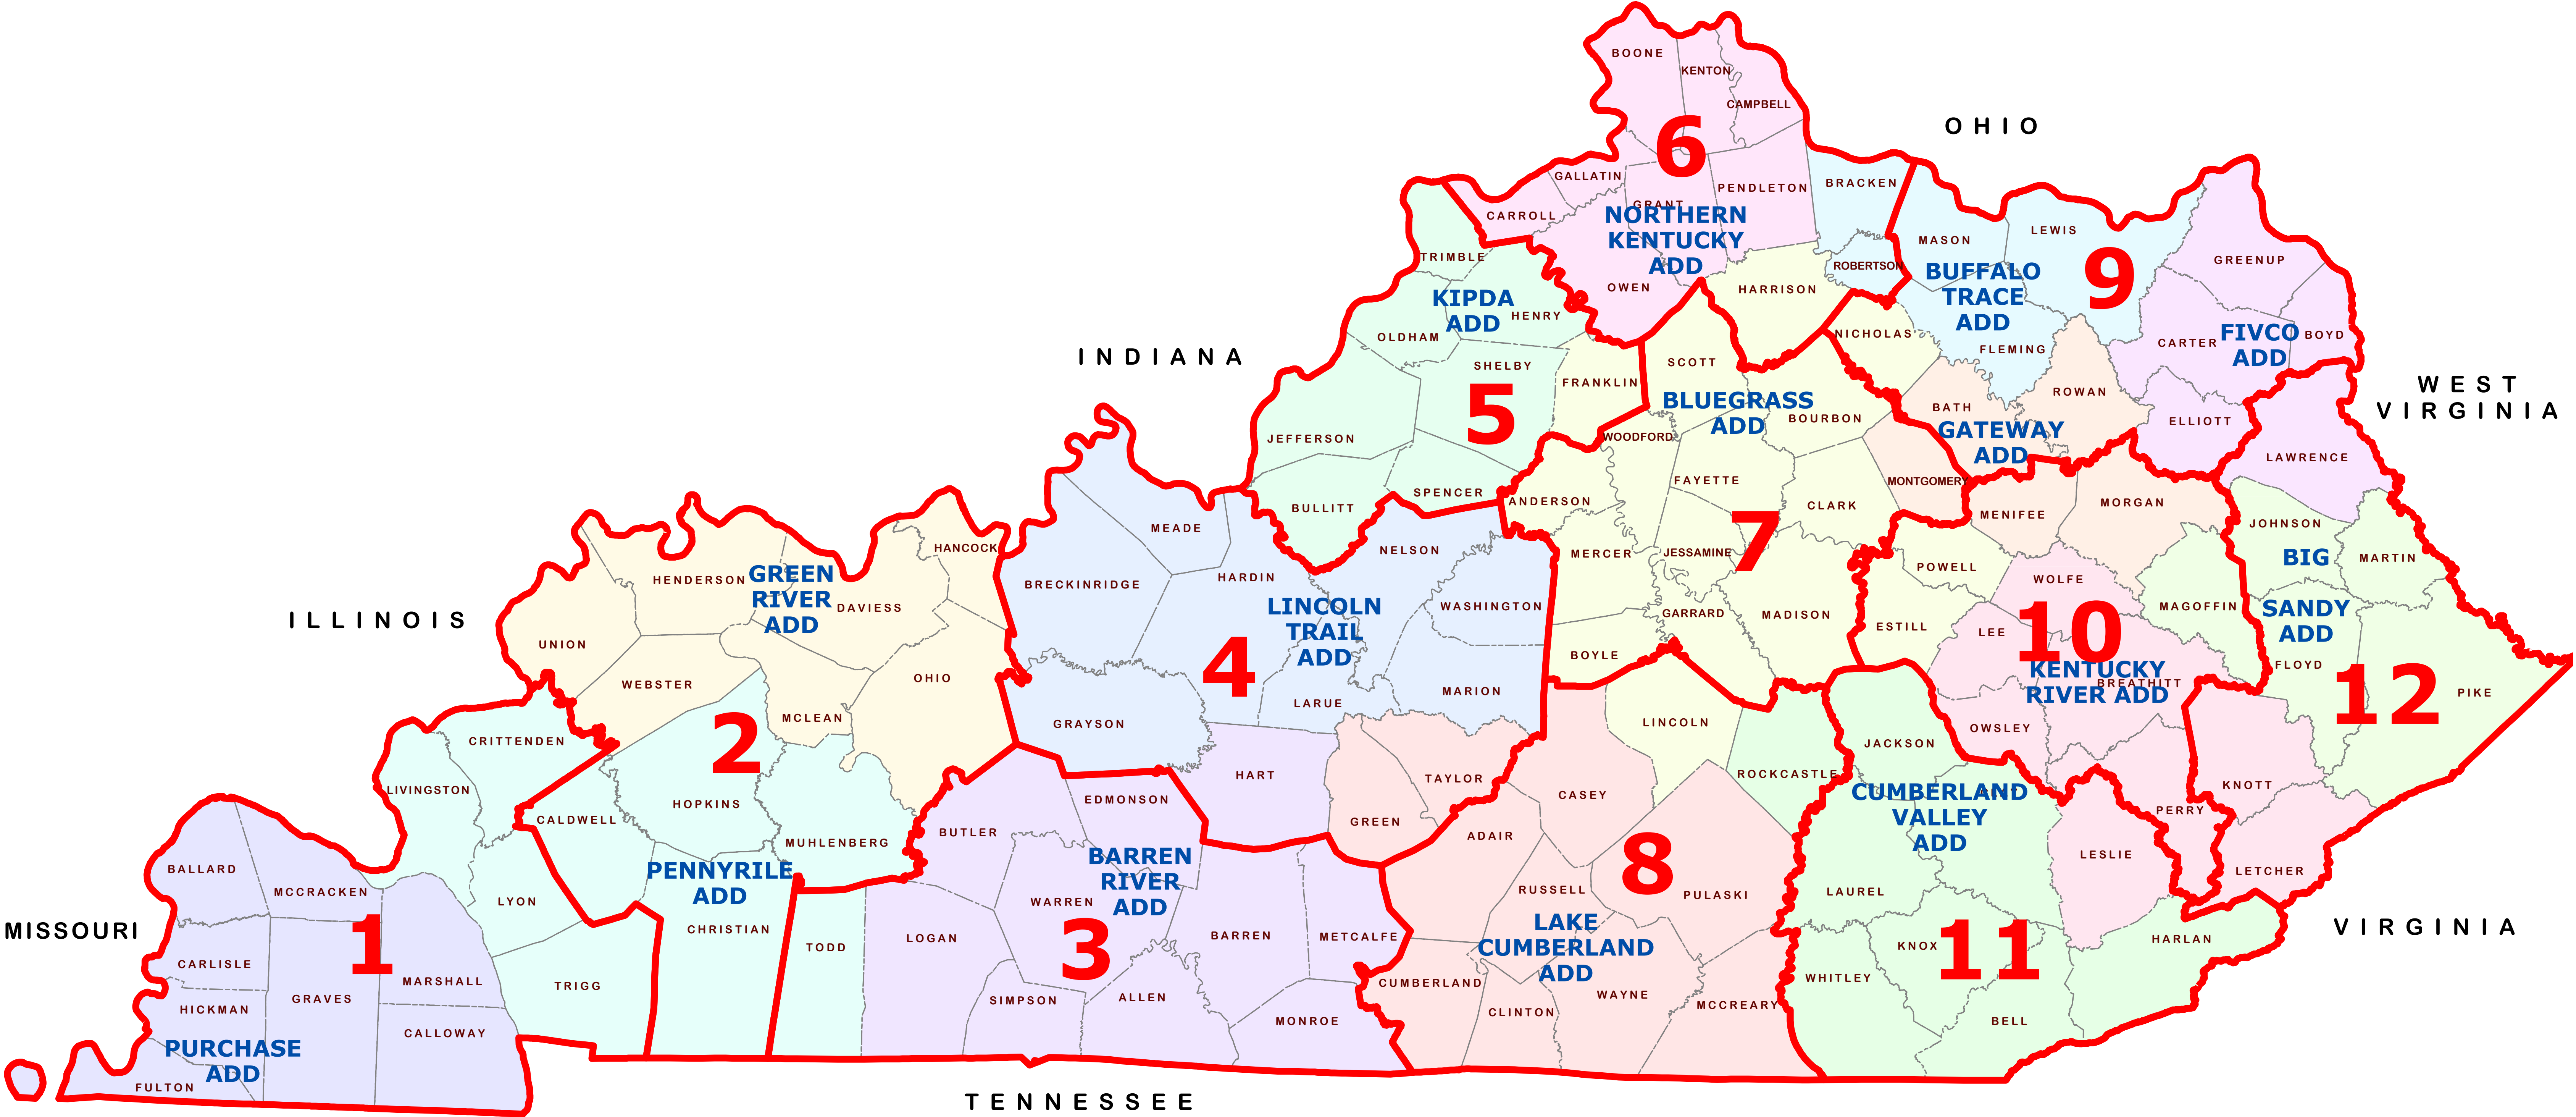 BOONE
KENTON
CAMPBELL
OHIO
6
GALLATIN
BRACKEN
PENDLETON
GRANT
CARROLL
NORTHERN
KENTUCKY
ADD
LEWIS
MASON
9
GREENUP
TRIMBLE
ROBERTSON
BUFFALO
TRACE
ADD
OWEN
HARRISON
KIPDA
ADD
HENRY
OLDHAM
NICHOLAS
FLEMING
CARTER
FIVCO
ADD
BOYD
INDIANA
SHELBY
SCOTT
FRANKLIN
5
ROWAN
WEST
VIRGINIA
BLUEGRASS
ADD
BATH
BOURBON
ELLIOTT
GATEWAY
ADD
JEFFERSON
WOODFORD
LAWRENCE
FAYETTE
MONTGOMERY
SPENCER
ANDERSON
BULLITT
CLARK
MORGAN
MENIFEE
JOHNSON
MEADE
7
HANCOCK
NELSON
MERCER
JESSAMINE
BIG
SANDY
ADD
MARTIN
POWELL
HARDIN
HENDERSON
GREEN
RIVER
ADD
BRECKINRIDGE
WOLFE
DAVIESS
LINCOLN
TRAIL
ADD
WASHINGTON
GARRARD
MADISON
MAGOFFIN
ILLINOIS
ESTILL
LEE
10
UNION
BOYLE
FLOYD
4
KENTUCKY
RIVER ADD
BREATHITT
OHIO
WEBSTER
MARION
12
PIKE
LARUE
MCLEAN
GRAYSON
LINCOLN
OWSLEY
2
CRITTENDEN
JACKSON
HART
TAYLOR
ROCKCASTLE
KNOTT
LIVINGSTON
CASEY
CUMBERLAND
VALLEY
ADD
EDMONSON
HOPKINS
PERRY
CALDWELL
GREEN
BUTLER
ADAIR
MUHLENBERG
BARREN
RIVER
ADD
LESLIE
8
BALLARD
PENNYRILE
ADD
LETCHER
MCCRACKEN
RUSSELL
LAUREL
PULASKI
LYON
WARREN
MISSOURI
1
CHRISTIAN
LAKE
CUMBERLAND
ADD
VIRGINIA
BARREN
METCALFE
LOGAN
HARLAN
TODD
KNOX
11
3
CARLISLE
WHITLEY
MARSHALL
CUMBERLAND
TRIGG
WAYNE
ALLEN
GRAVES
SIMPSON
MCCREARY
HICKMAN
CLINTON
MONROE
BELL
CALLOWAY
PURCHASE
ADD
FULTON
TENNESSEE